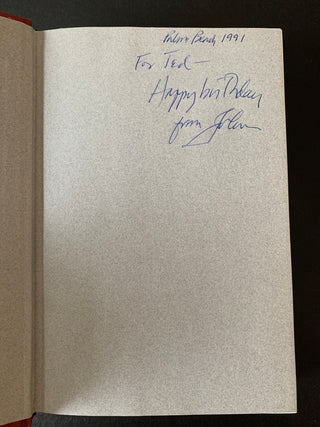 Palm Beach 1991
For Ted —
Happy birthday
from John